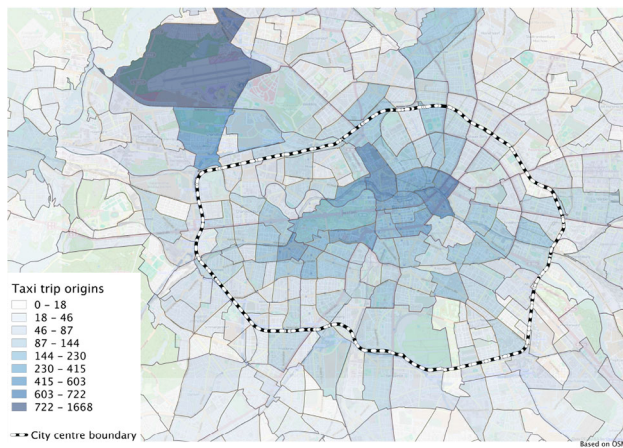 Taxi trip origins
0 – 18
18 – 46
46 – 87
87 – 144
144 – 230
230 – 415
415 – 603
603 – 722
722 – 1668
City centre boundary
Based on OSM